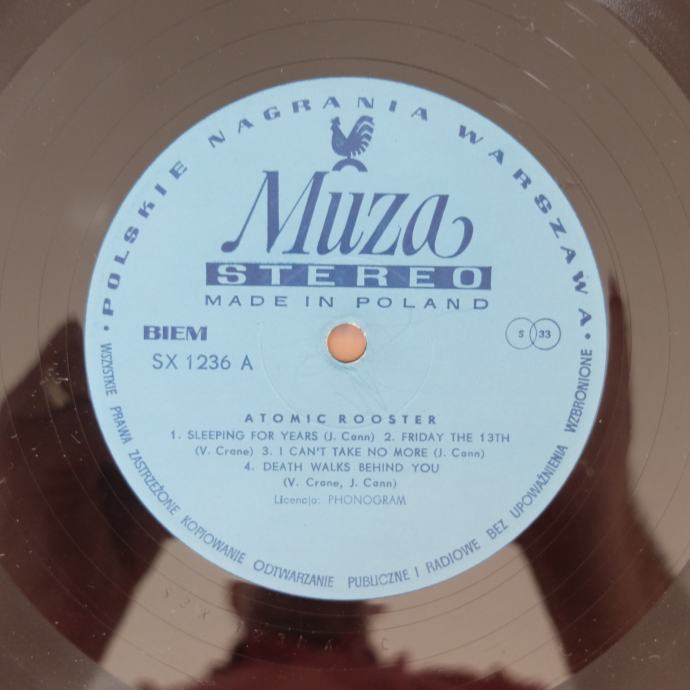 • POLSKIE NAGRANIA WARSZAWA •
Muza
STEREO
MADE IN POLAND
BIEM
S 33
SX 1236 A
ATOMIC ROOSTER
1. SLEEPING FOR YEARS (J. Cann) 2. FRIDAY THE 13TH
(V. Crane) 3. I CAN'T TAKE NO MORE (J. Cann)
4. DEATH WALKS BEHIND YOU
(V. Crane, J. Cann)
Licencja: PHONOGRAM
WSZYSTKIE PRAWA ZASTRZEŻONE KOPIOWANIE ODTWARZANIE PUBLICZNE I RADIOWE BEZ UPOWAŻNIENIA WZBRONIONE